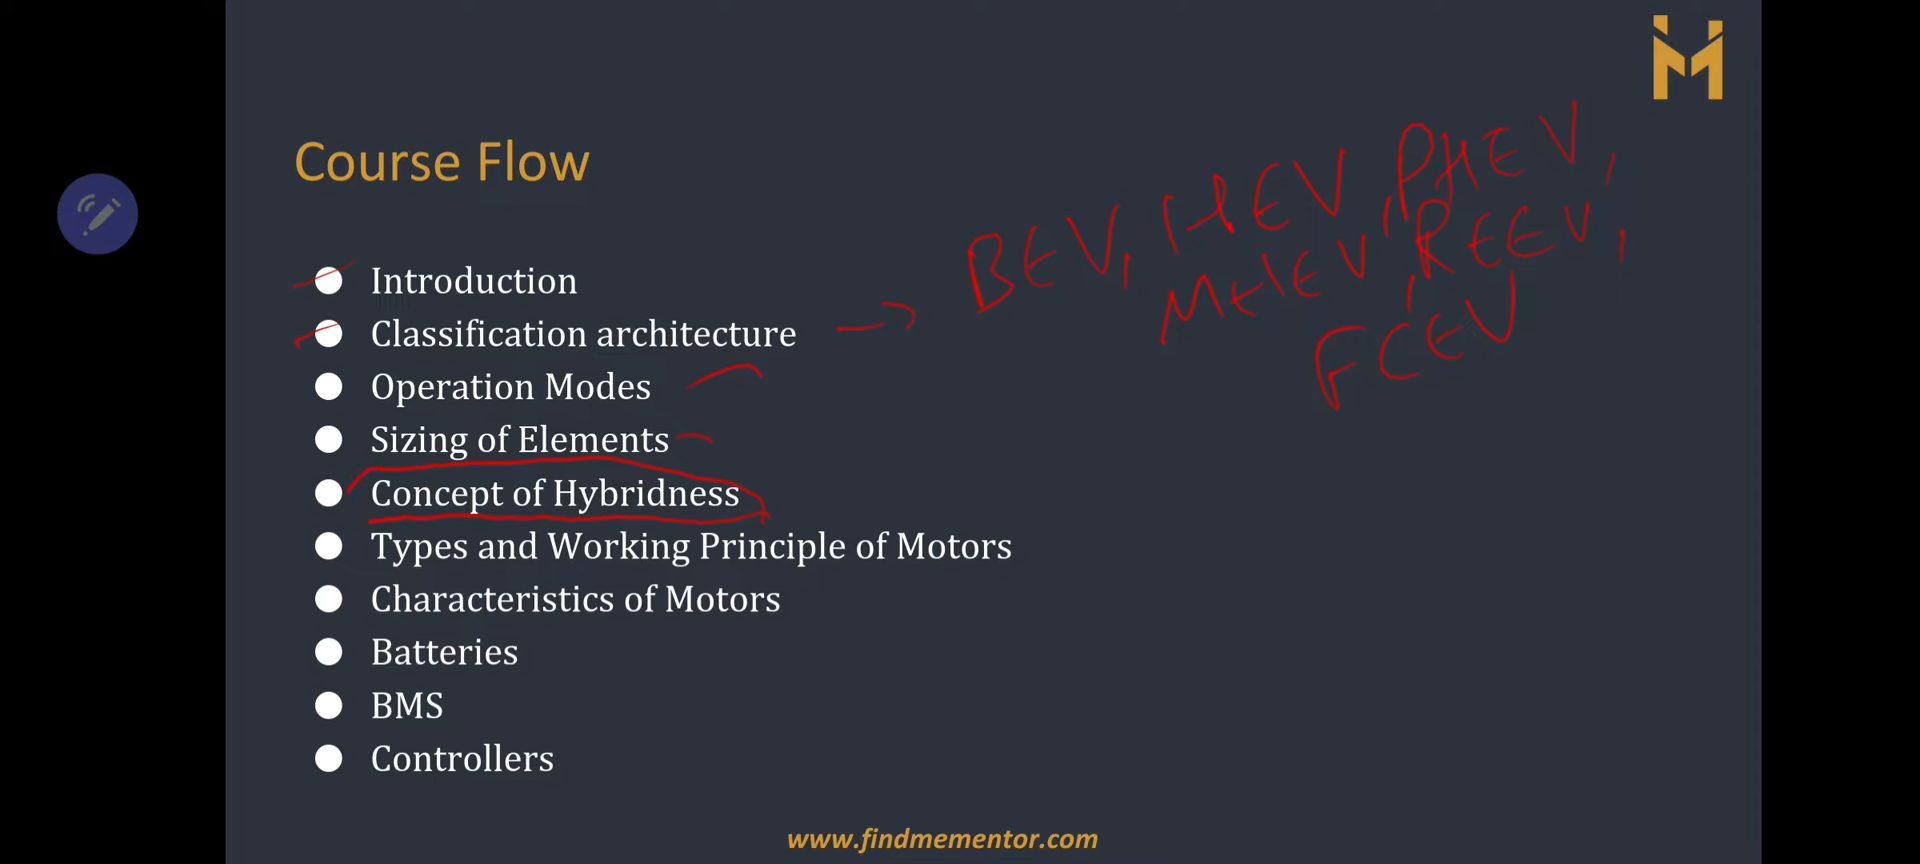 Course Flow
Introduction
Classification architecture
Operation Modes
Sizing of Elements
Concept of Hybridness
Types and Working Principle of Motors
Characteristics of Motors
Batteries
BMS
Controllers
BEV, HEV, PHEV,
MHEV, REEV,
FCEV
www.findmementor.com